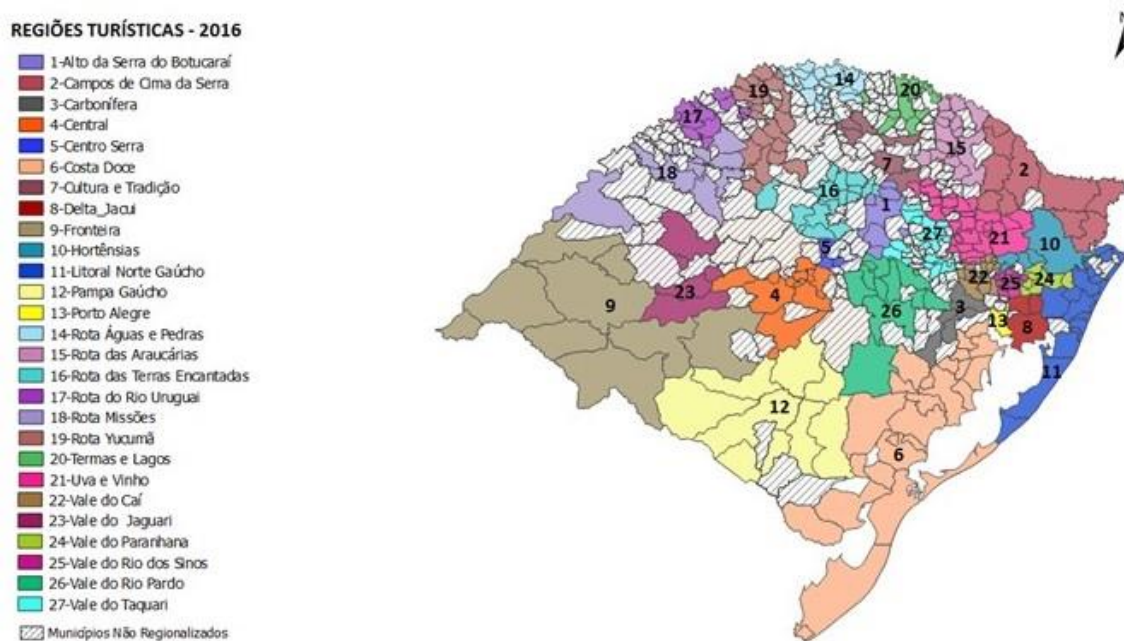 REGIÕES TURÍSTICAS - 2016
1-Alto da Serra do Botucaraí
2-Campos de Cima da Serra
3-Carbonífera
4-Central
5-Centro Serra
6-Costa Doce
7-Cultura e Tradição
8-Delta_Jacui
9-Fronteira
10-Hortênsias
11-Litoral Norte Gaúcho
12-Pampa Gaúcho
13-Porto Alegre
14-Rota Águas e Pedras
15-Rota das Araucárias
16-Rota das Terras Encantadas
17-Rota do Rio Uruguai
18-Rota Missões
19-Rota Yucumã
20-Termas e Lagos
21-Uva e Vinho
22-Vale do Caí
23-Vale do Jaguari
24-Vale do Paranhana
25-Vale do Rio dos Sinos
26-Vale do Rio Pardo
27-Vale do Taquari
Municípios Não Regionalizados
N
14
19
20
17
15
7
2
18
16
1
27
21
10
5
22
25
24
23
4
9
3
26
13
8
11
12
6